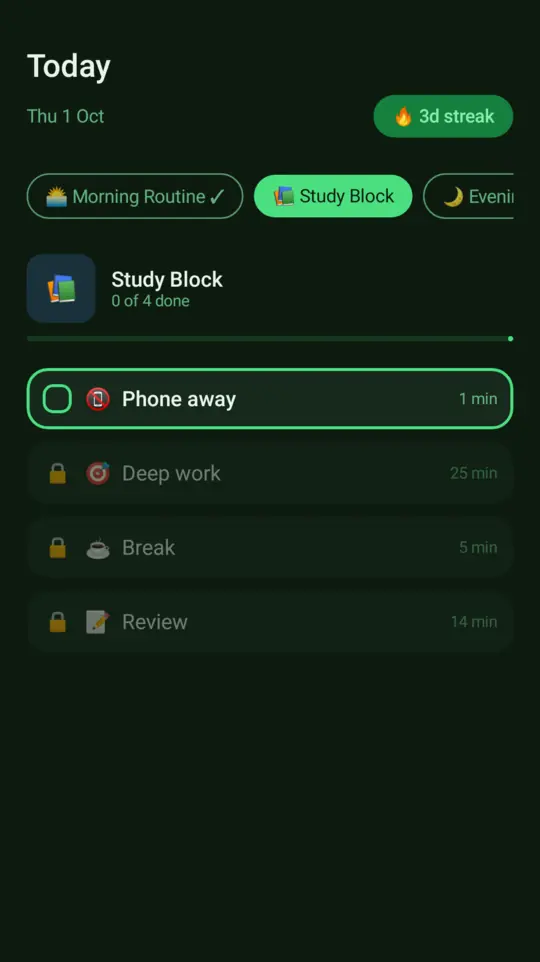 Today
Thu 1 Oct
🔥 3d streak
🌅 Morning Routine ✓
📚 Study Block
🌙 Eveni
Study Block
0 of 4 done
Phone away 1 min
Deep work 25 min
Break 5 min
Review 14 min